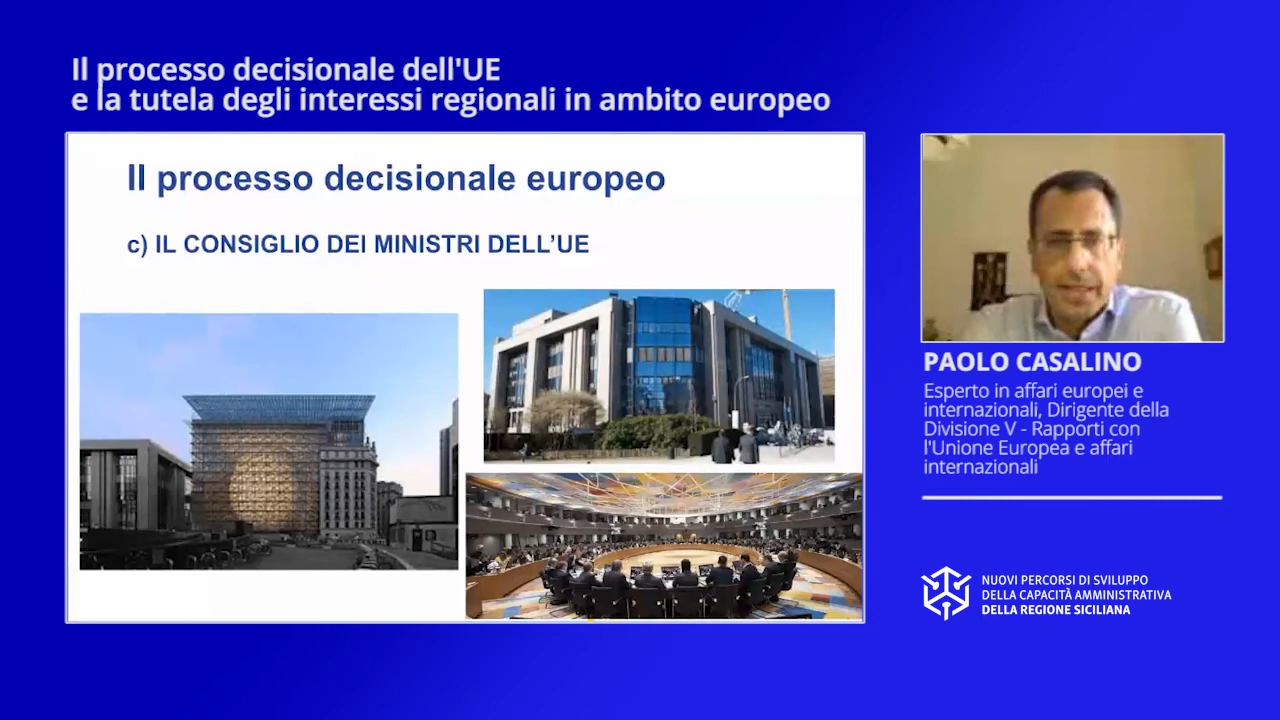 Il processo decisionale dell'UE
e la tutela degli interessi regionali in ambito europeo
Il processo decisionale europeo
c) IL CONSIGLIO DEI MINISTRI DELL’UE
PAOLO CASALINO
Esperto in affari europei e
internazionali, Dirigente della
Divisione V - Rapporti con
l'Unione Europea e affari
internazionali
NUOVI PERCORSI DI SVILUPPO
DELLA CAPACITÀ AMMINISTRATIVA
DELLA REGIONE SICILIANA